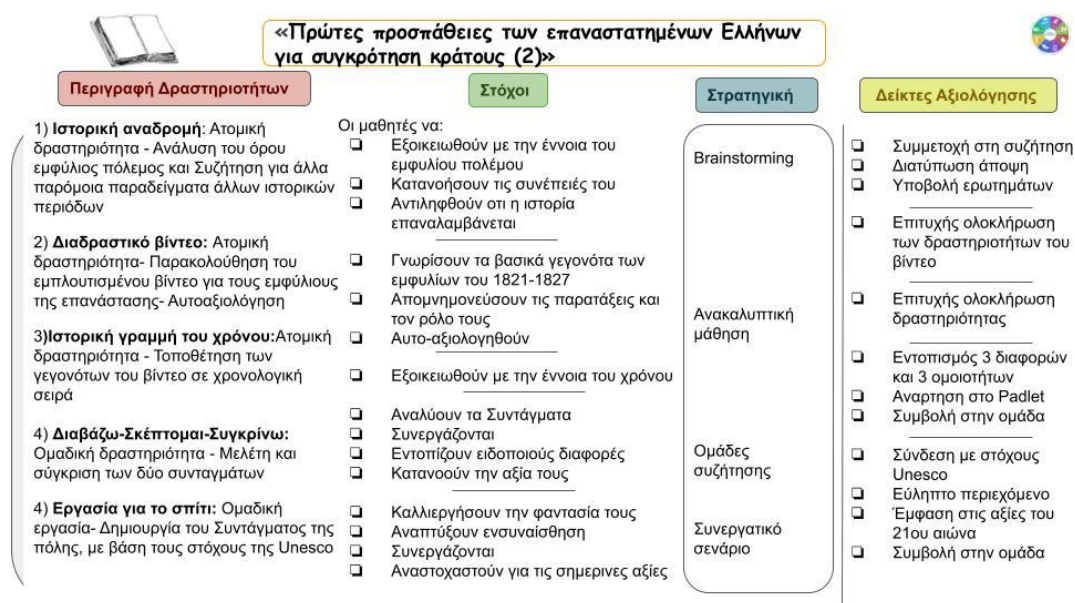 «Πρώτες προσπάθειες των επαναστατημένων Ελλήνων
για συγκρότηση κράτους (2)»
Περιγραφή Δραστηριοτήτων
1) Ιστορική αναδρομή: Ατομική
δραστηριότητα - Ανάλυση του όρου
εμφύλιος πόλεμος και Συζήτηση για άλλα
παρόμοια παραδείγματα άλλων ιστορικών
περιόδων
2) Διαδραστικό βίντεο: Ατομική
δραστηριότητα- Παρακολούθηση του
εμπλουτισμένου βίντεο για τους εμφύλιους
της επανάστασης- Αυτοαξιολόγηση
3)Ιστορική γραμμή του χρόνου:Ατομική
δραστηριότητα - Τοποθέτηση των
γεγονότων του βίντεο σε χρονολογική
σειρά
4) Διαβάζω-Σκέπτομαι-Συγκρίνω:
Ομαδική δραστηριότητα - Μελέτη και
σύγκριση των δύο συνταγμάτων
4) Εργασία για το σπίτι: Ομαδική
εργασία- Δημιουργία του Συντάγματος της
πόλης, με βάση τους στόχους της Unesco
Στόχοι
Οι μαθητές να:
Εξοικειωθούν με την έννοια του
εμφυλίου πολέμου
Κατανοήσουν τις συνέπειές του
Αντιληφθούν οτι η ιστορία
επαναλαμβάνεται
Γνωρίσουν τα βασικά γεγονότα των
εμφυλίων του 1821-1827
Απομνημονεύσουν τις παρατάξεις και
τον ρόλο τους
Αυτο-αξιολογηθούν
Εξοικειωθούν με την έννοια του χρόνου
Αναλύουν τα Συντάγματα
Συνεργάζονται
Εντοπίζουν ειδοποιούς διαφορές
Κατανοούν την αξία τους
Καλλιεργήσουν την φαντασία τους
Αναπτύξουν ενσυναίσθηση
Συνεργάζονται
Αναστοχαστούν για τις σημερινες αξίες
Στρατηγική
Brainstorming
Ανακαλυπτική
μάθηση
Ομάδες
συζήτησης
Συνεργατικό
σενάριο
Δείκτες Αξιολόγησης
Συμμετοχή στη συζήτηση
Διατύπωση άποψη
Υποβολή ερωτημάτων
Επιτυχής ολοκλήρωση
των δραστηριοτήτων του
βίντεο
Επιτυχής ολοκλήρωση
δραστηριότητας
Εντοπισμός 3 διαφορών
και 3 ομοιοτήτων
Αναρτηση στο Padlet
Συμβολή στην ομάδα
Σύνδεση με στόχους
Unesco
Εύληπτο περιεχόμενο
Έμφαση στις αξίες του
21ου αιώνα
Συμβολή στην ομάδα